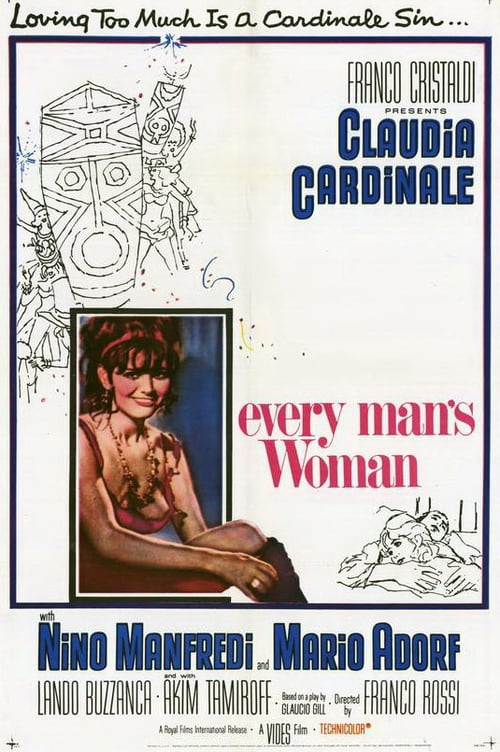 Loving Too Much Is a Cardinale Sin...
FRANCO CRISTALDI
PRESENTS
CLAUDIA
CARDINALE
every man's
Woman
with
NINO MANFREDI and MARIO ADORF
LANDO BUZZANCA · and with AKIM TAMIROFF · Based on a play by GLAUCIO GILL · Directed by FRANCO ROSSI
A Royal Films International Release · A VIDES Film · TECHNICOLOR®